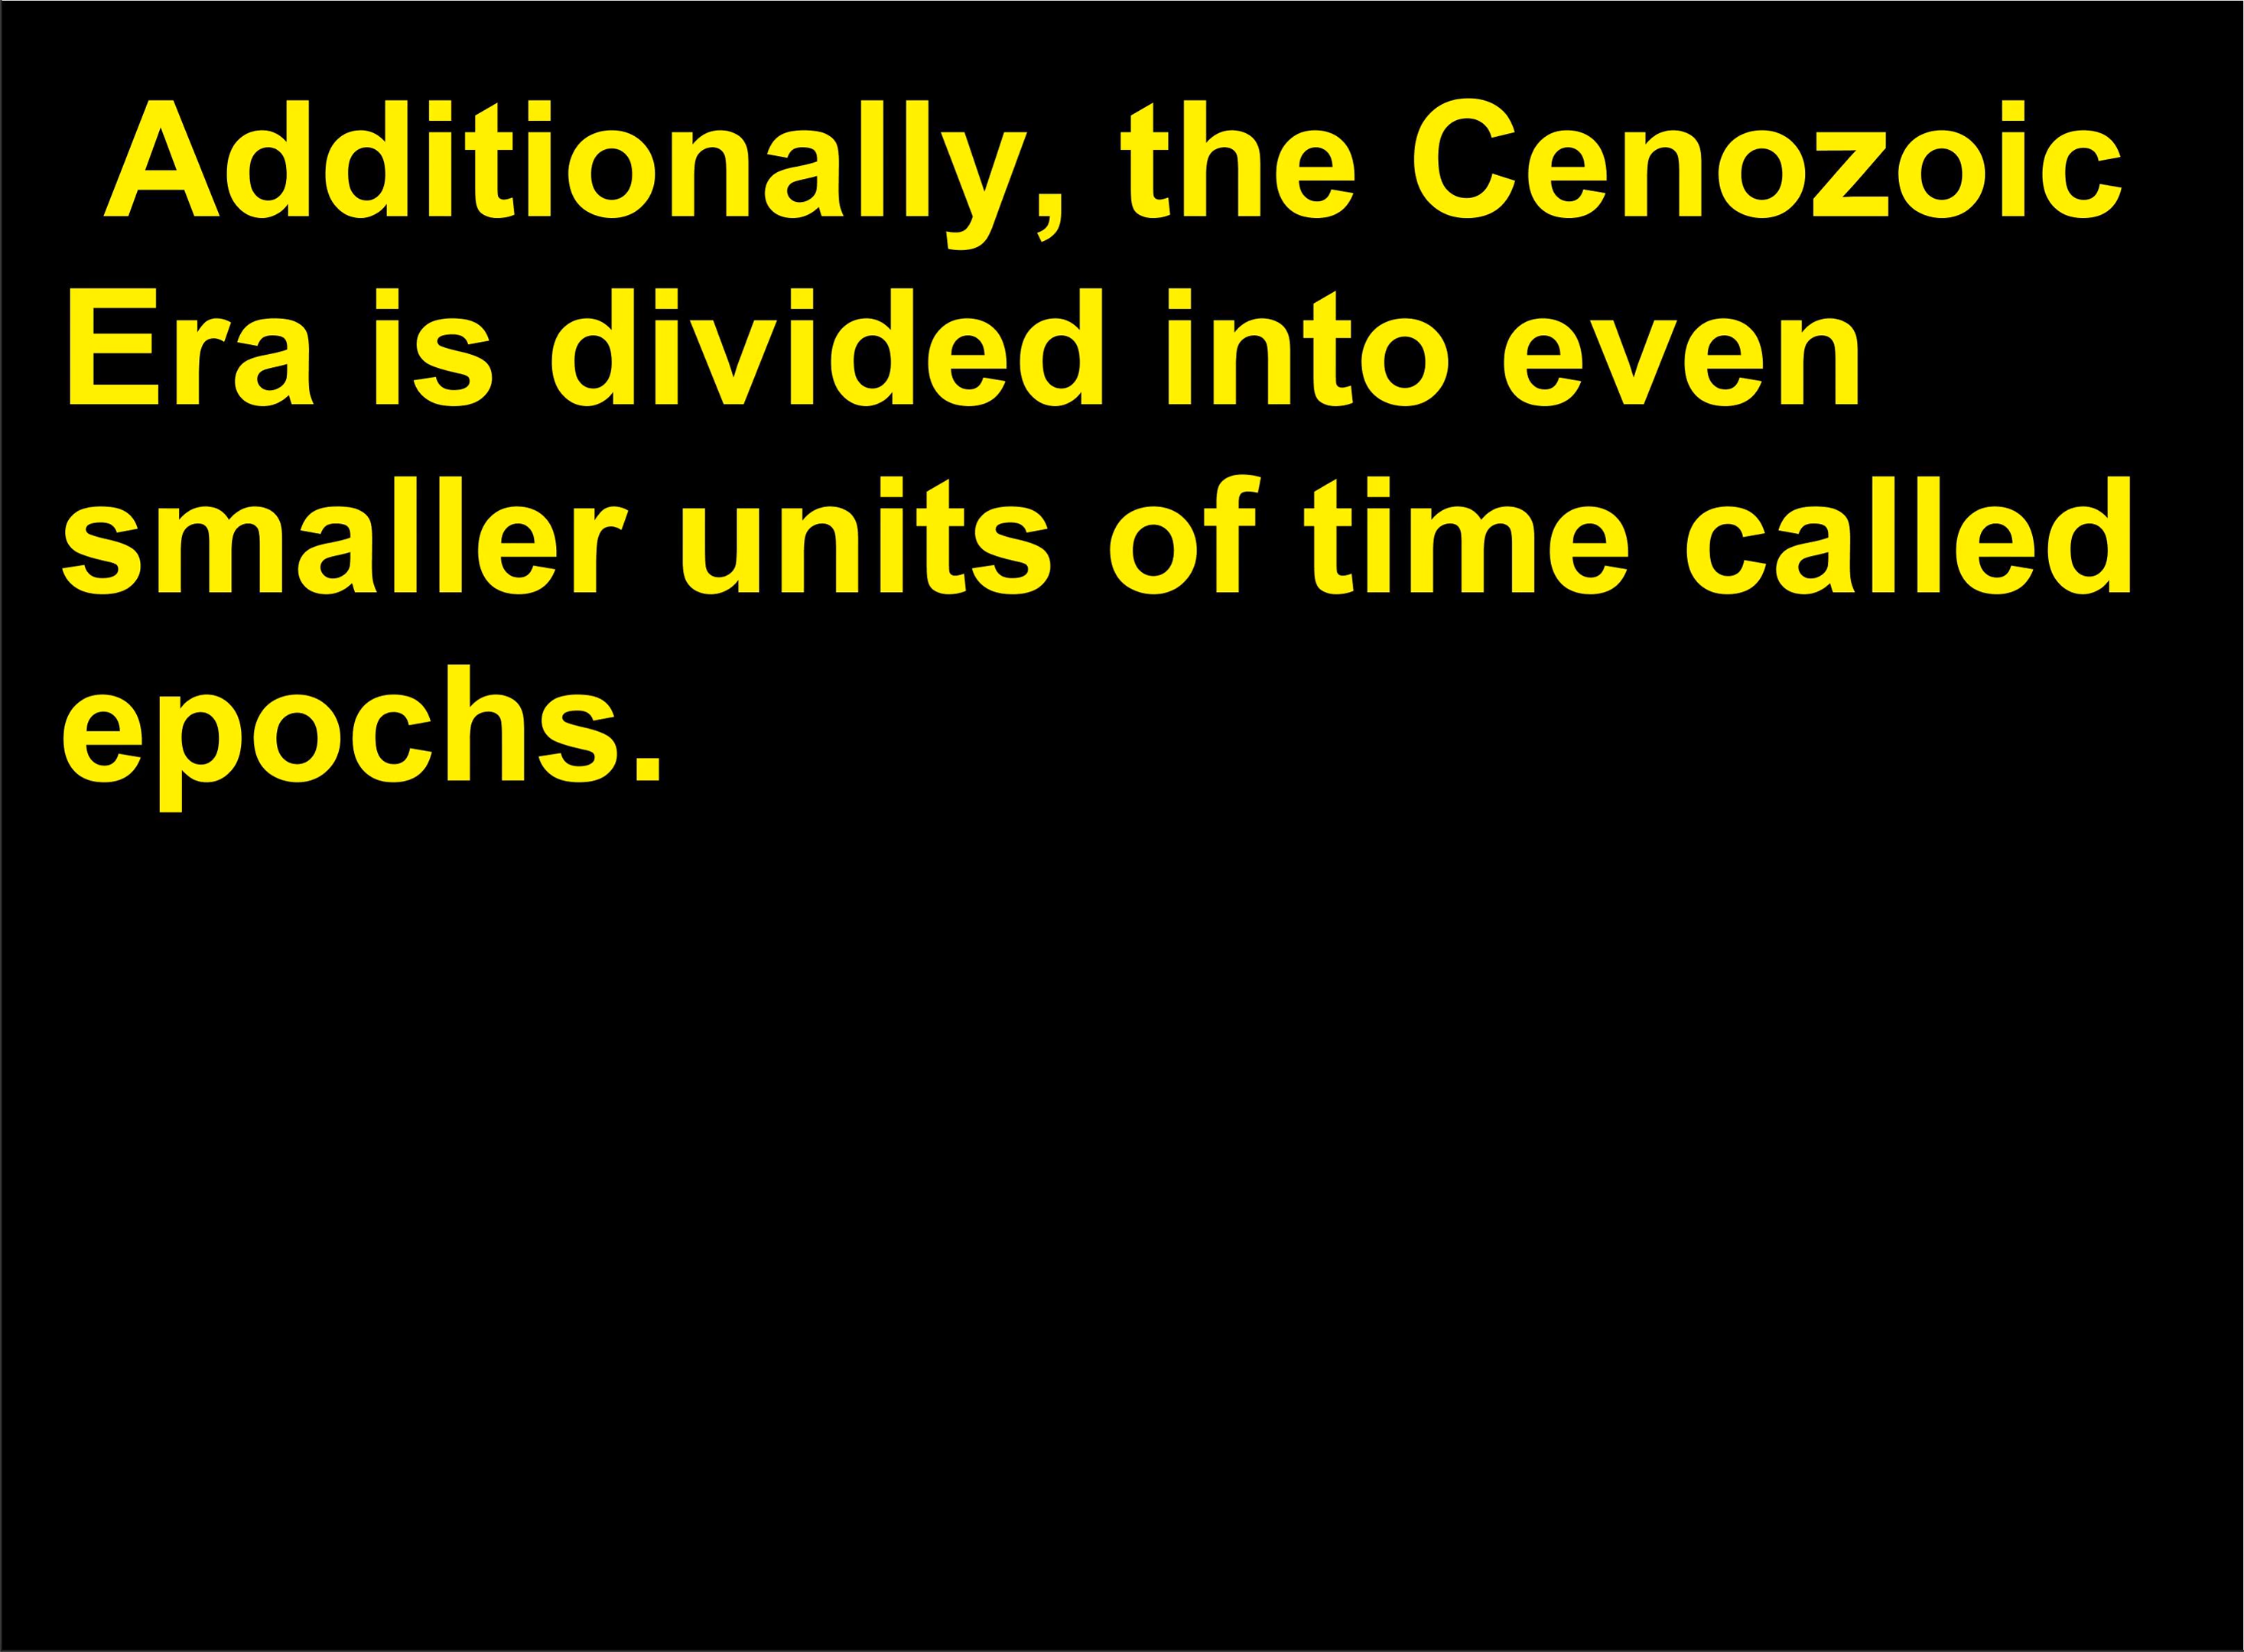 Additionally, the Cenozoic
Era is divided into even
smaller units of time called
epochs.